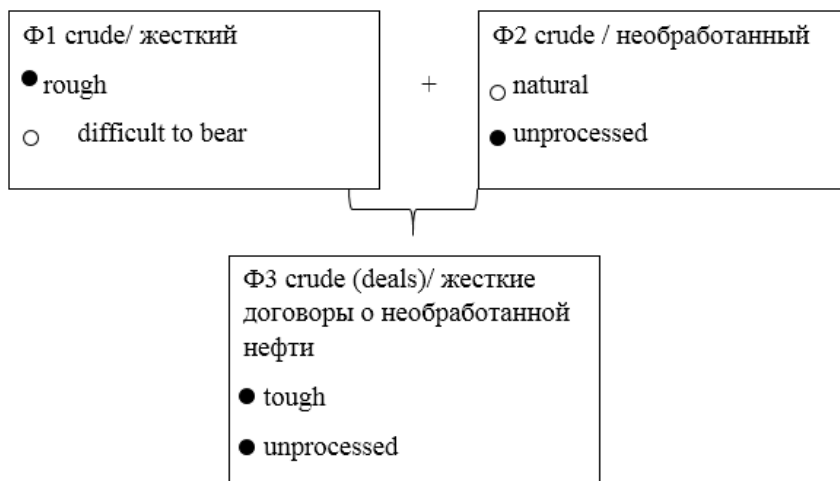 Ф1 crude/ жесткий
rough
difficult to bear
+
Ф2 crude / необработанный
natural
unprocessed
Ф3 crude (deals)/ жесткие
договоры о необработанной
нефти
tough
unprocessed